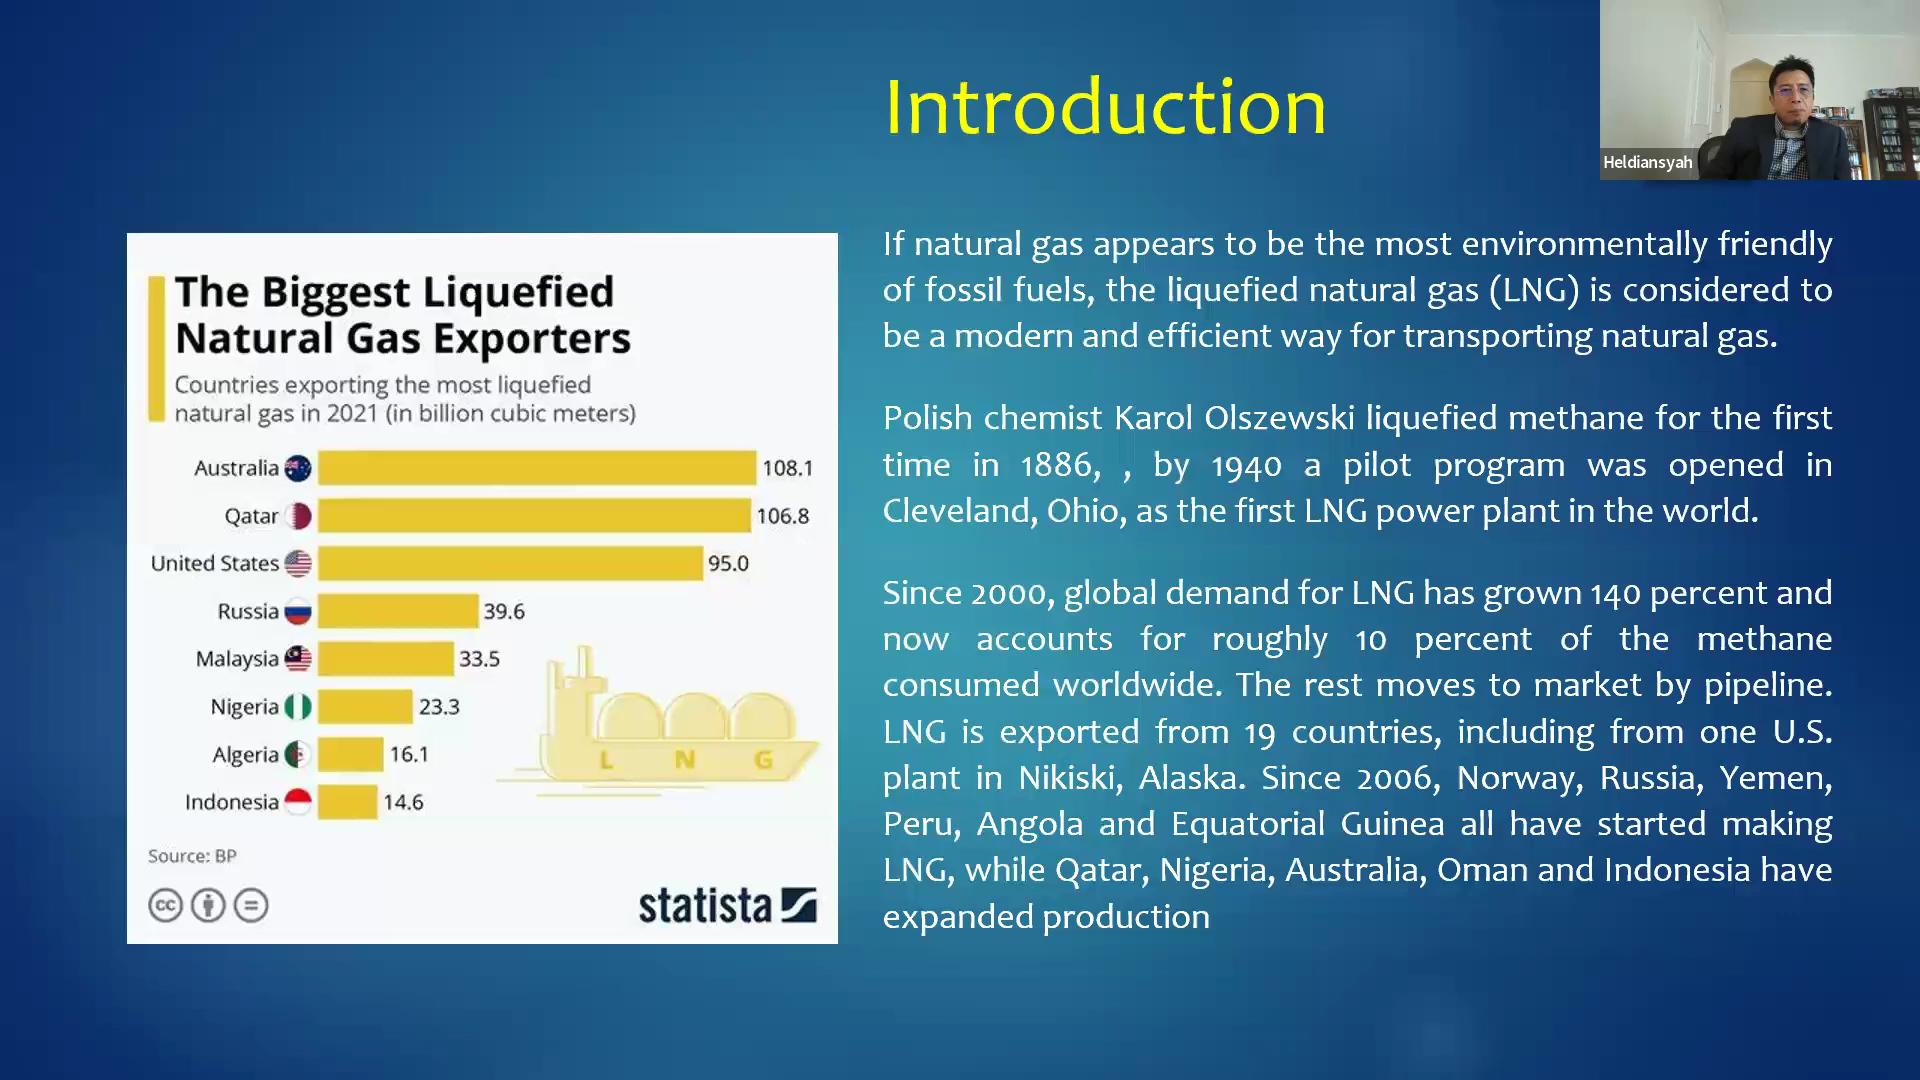 Introduction
Heldiansyah
The Biggest Liquefied
Natural Gas Exporters
Countries exporting the most liquefied
natural gas in 2021 (in billion cubic meters)
Australia 108.1
Qatar 106.8
United States 95.0
Russia 39.6
Malaysia 33.5
Nigeria 23.3
Algeria 16.1
Indonesia 14.6
L N G
Source: BP
cc
statista
If natural gas appears to be the most environmentally friendly
of fossil fuels, the liquefied natural gas (LNG) is considered to
be a modern and efficient way for transporting natural gas.
Polish chemist Karol Olszewski liquefied methane for the first
time in 1886, , by 1940 a pilot program was opened in
Cleveland, Ohio, as the first LNG power plant in the world.
Since 2000, global demand for LNG has grown 140 percent and
now accounts for roughly 10 percent of the methane
consumed worldwide. The rest moves to market by pipeline.
LNG is exported from 19 countries, including from one U.S.
plant in Nikiski, Alaska. Since 2006, Norway, Russia, Yemen,
Peru, Angola and Equatorial Guinea all have started making
LNG, while Qatar, Nigeria, Australia, Oman and Indonesia have
expanded production